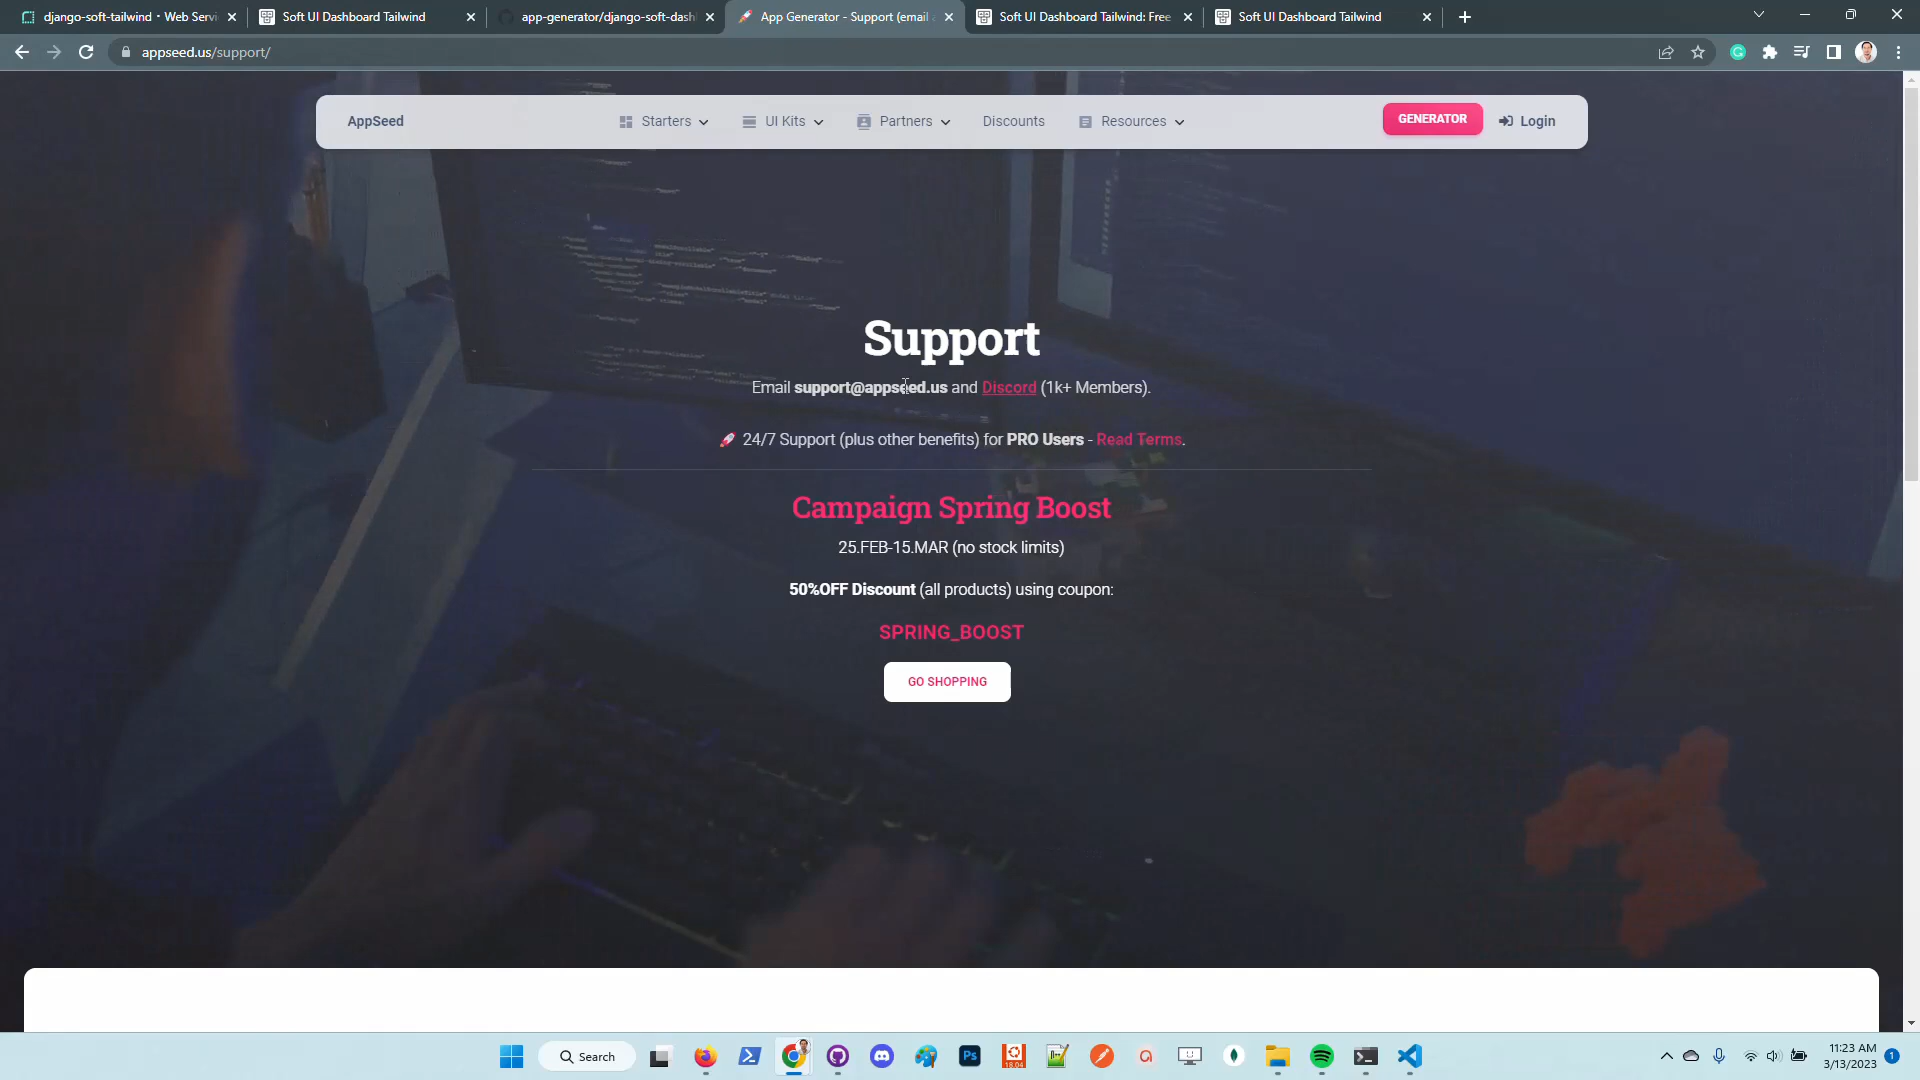 django-soft-tailwind · Web Servi
Soft UI Dashboard Tailwind
app-generator/django-soft-dash
App Generator - Support (email
Soft UI Dashboard Tailwind: Free
Soft UI Dashboard Tailwind
appseed.us/support/
AppSeed
Starters
UI Kits
Partners
Discounts
Resources
GENERATOR
Login
Support
Email support@appseed.us and Discord (1k+ Members).
24/7 Support (plus other benefits) for PRO Users - Read Terms.
Campaign Spring Boost
25.FEB-15.MAR (no stock limits)
50%OFF Discount (all products) using coupon:
SPRING_BOOST
GO SHOPPING
Search
Ps
18.04
11:23 AM
3/13/2023
1